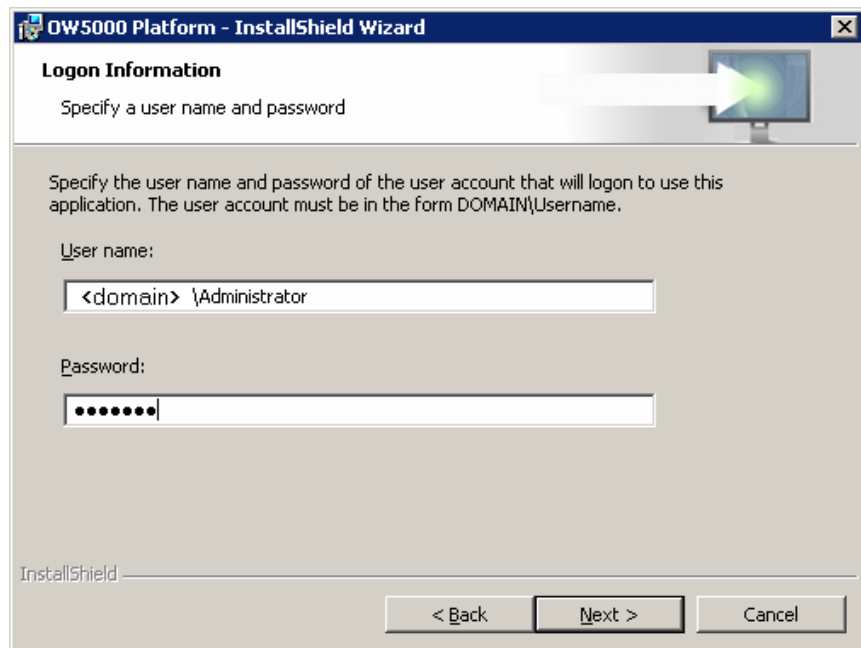 OW5000 Platform - InstallShield Wizard
Logon Information
Specify a user name and password
Specify the user name and password of the user account that will logon to use this
application. The user account must be in the form DOMAIN\Username.
User name:
<domain> \Administrator
Password:
•••••••
InstallShield
< Back Next > Cancel